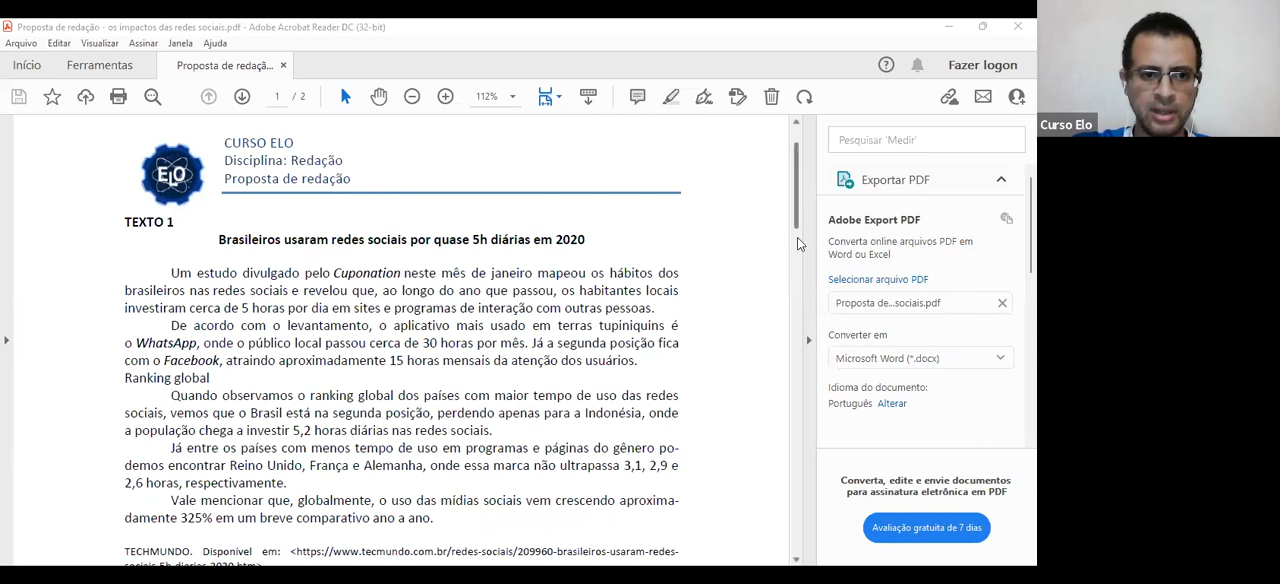 Proposta de redação - os impactos das redes sociais.pdf - Adobe Acrobat Reader DC (32-bit)
Arquivo Editar Visualizar Assinar Janela Ajuda
Início Ferramentas Proposta de redaçã... × Fazer logon
1 / 2 112%
Curso Elo
Pesquisar 'Medir'
ELO
CURSO ELO
Disciplina: Redação
Proposta de redação
TEXTO 1
Brasileiros usaram redes sociais por quase 5h diárias em 2020
Um estudo divulgado pelo Cuponation neste mês de janeiro mapeou os hábitos dos
brasileiros nas redes sociais e revelou que, ao longo do ano que passou, os habitantes locais
investiram cerca de 5 horas por dia em sites e programas de interação com outras pessoas.
De acordo com o levantamento, o aplicativo mais usado em terras tupiniquins é
o WhatsApp, onde o público local passou cerca de 30 horas por mês. Já a segunda posição fica
com o Facebook, atraindo aproximadamente 15 horas mensais da atenção dos usuários.
Ranking global
Quando observamos o ranking global dos países com maior tempo de uso das redes
sociais, vemos que o Brasil está na segunda posição, perdendo apenas para a Indonésia, onde
a população chega a investir 5,2 horas diárias nas redes sociais.
Já entre os países com menos tempo de uso em programas e páginas do gênero po-
demos encontrar Reino Unido, França e Alemanha, onde essa marca não ultrapassa 3,1, 2,9 e
2,6 horas, respectivamente.
Vale mencionar que, globalmente, o uso das mídias sociais vem crescendo aproxima-
damente 325% em um breve comparativo ano a ano.
TECHMUNDO. Disponível em: <https://www.tecmundo.com.br/redes-sociais/209960-brasileiros-usaram-redes-
sociais-5h-diarias-2020.htm>
Exportar PDF
Adobe Export PDF
Converta online arquivos PDF em
Word ou Excel
Selecionar arquivo PDF
Proposta de...sociais.pdf ×
Converter em
Microsoft Word (*.docx)
Idioma do documento:
Português Alterar
Converta, edite e envie documentos
para assinatura eletrônica em PDF
Avaliação gratuita de 7 dias